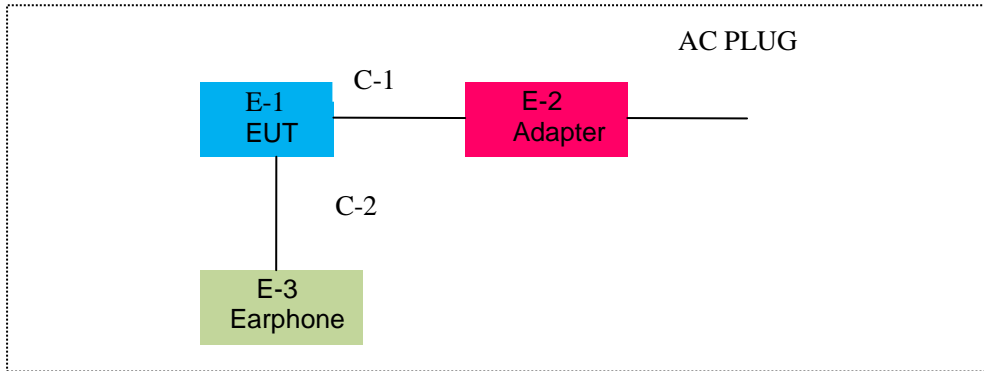 AC PLUG
C-1
E-1
EUT
E-2
Adapter
C-2
E-3
Earphone